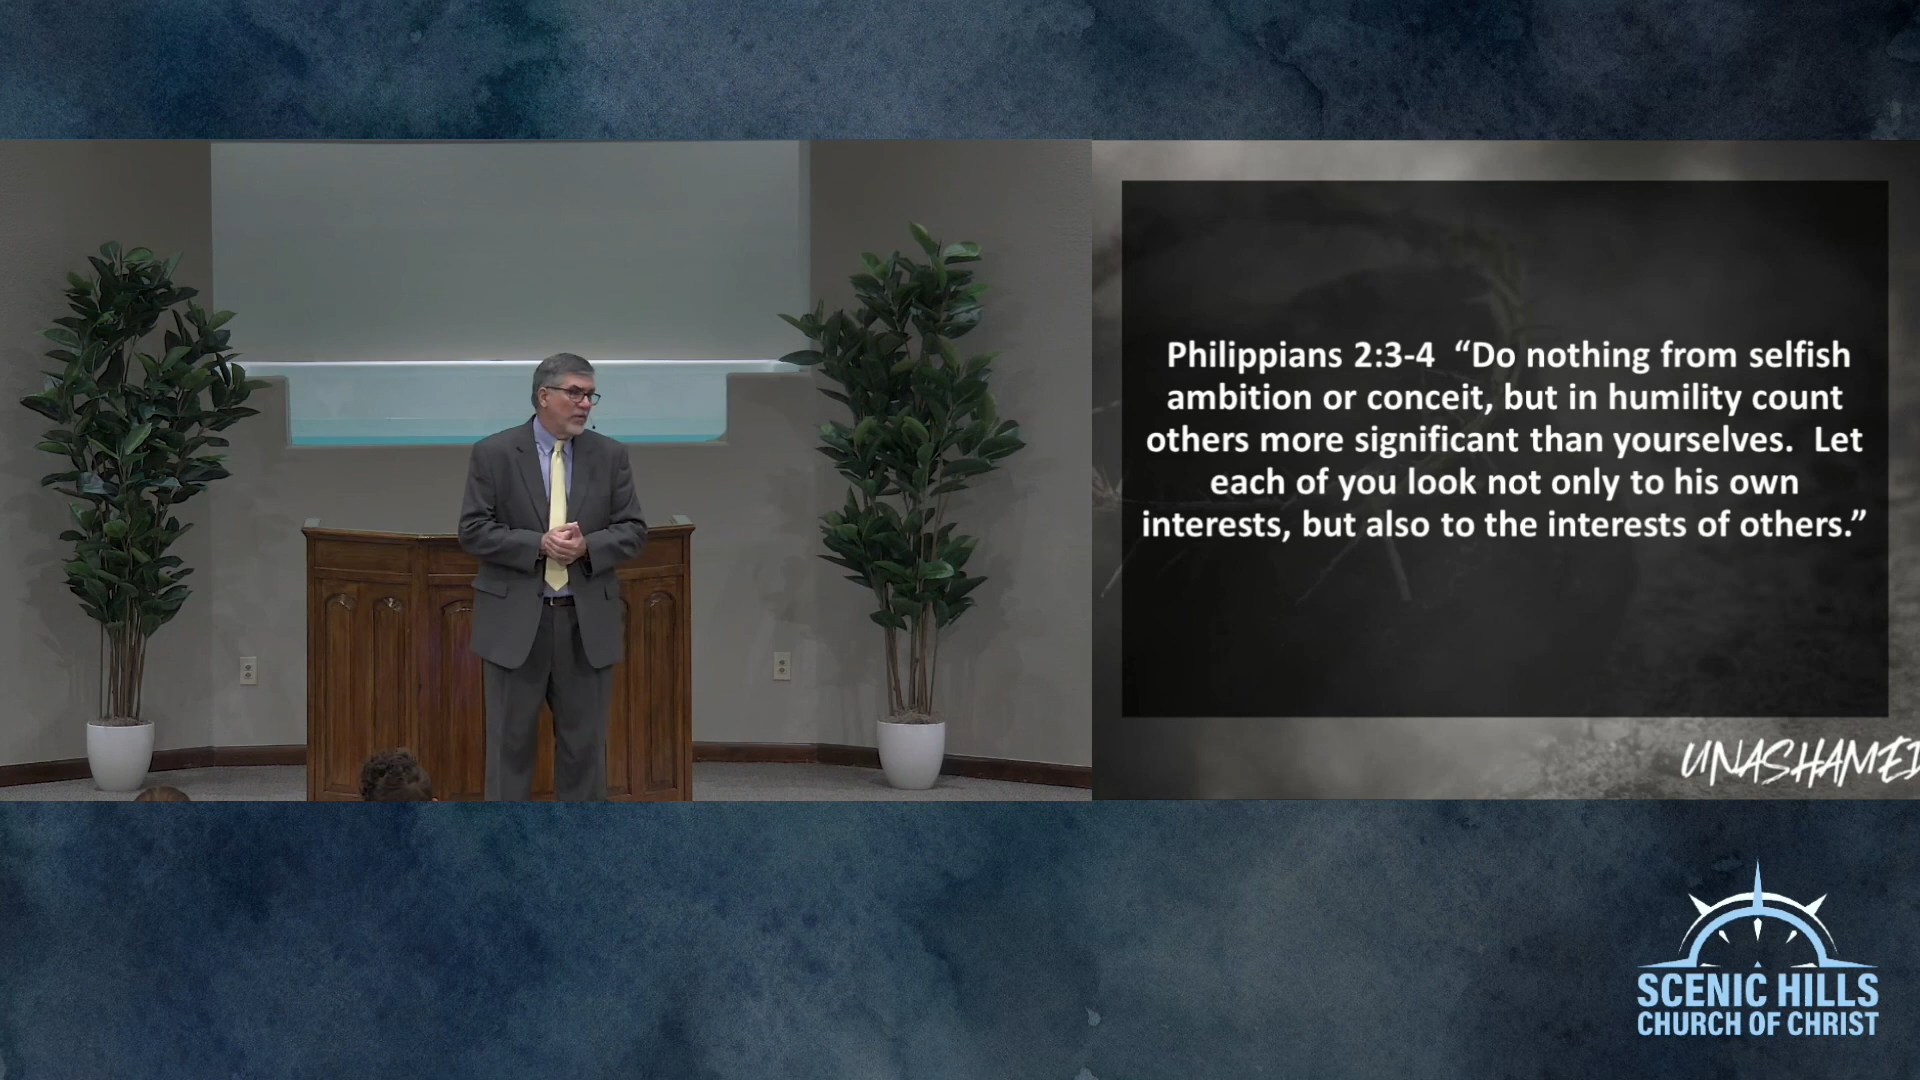 Philippians 2:3-4 “Do nothing from selfish
ambition or conceit, but in humility count
others more significant than yourselves. Let
each of you look not only to his own
interests, but also to the interests of others.”
UNASHAMED
SCENIC HILLS
CHURCH OF CHRIST